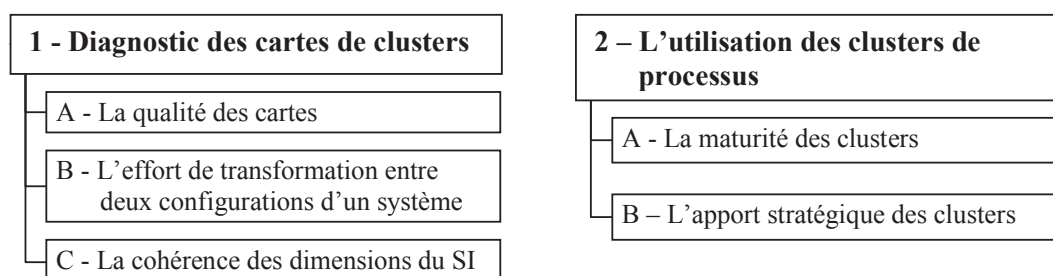 1 - Diagnostic des cartes de clusters
A - La qualité des cartes
B - L’effort de transformation entre
deux configurations d’un système
C - La cohérence des dimensions du SI
2 – L’utilisation des clusters de
processus
A - La maturité des clusters
B – L’apport stratégique des clusters